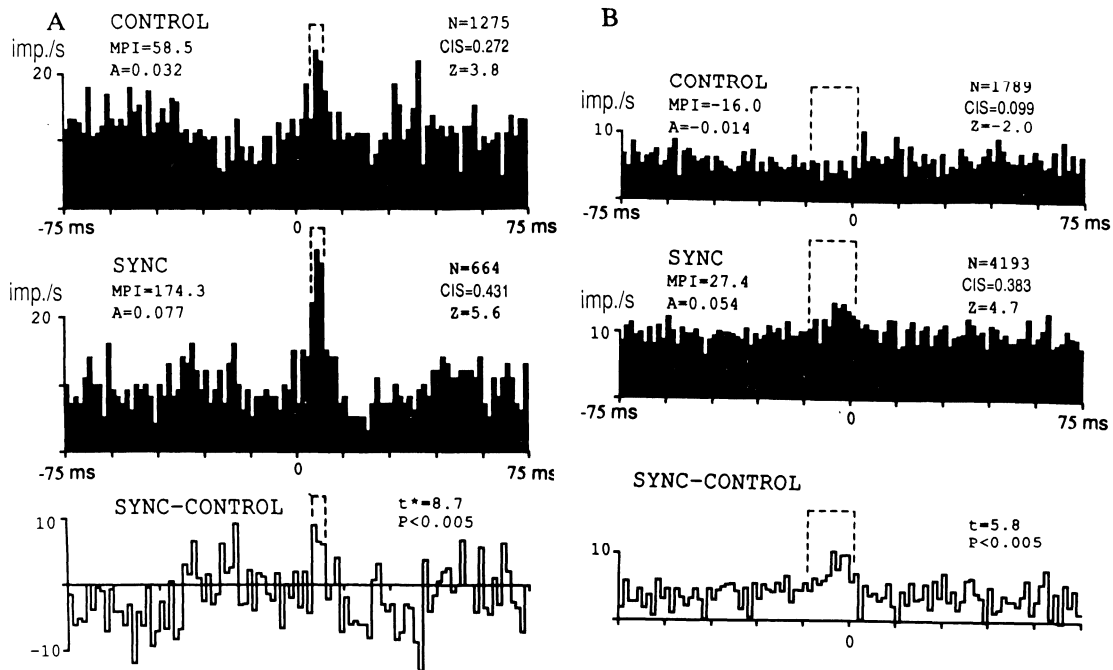 A
CONTROL
MPI=58.5
A=0.032
N=1275
CIS=0.272
Z=3.8
imp./s
20
-75 ms
0
75 ms
SYNC
MPI=174.3
A=0.077
N=664
CIS=0.431
Z=5.6
imp./s
20
-75 ms
0
75 ms
SYNC-CONTROL
t*=8.7
P<0.005
10
-10
B
CONTROL
MPI=-16.0
A=-0.014
N=1789
CIS=0.099
Z=-2.0
imp./s
10
-75 ms
0
75 ms
SYNC
MPI=27.4
A=0.054
N=4193
CIS=0.383
Z=4.7
imp./s
10
-75 ms
0
75 ms
SYNC-CONTROL
t=5.8
P<0.005
10
0